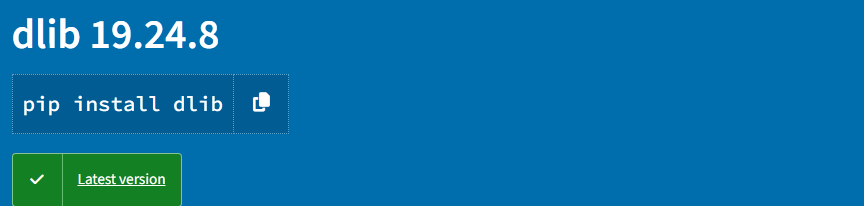 dlib 19.24.8
pip install dlib
Latest version